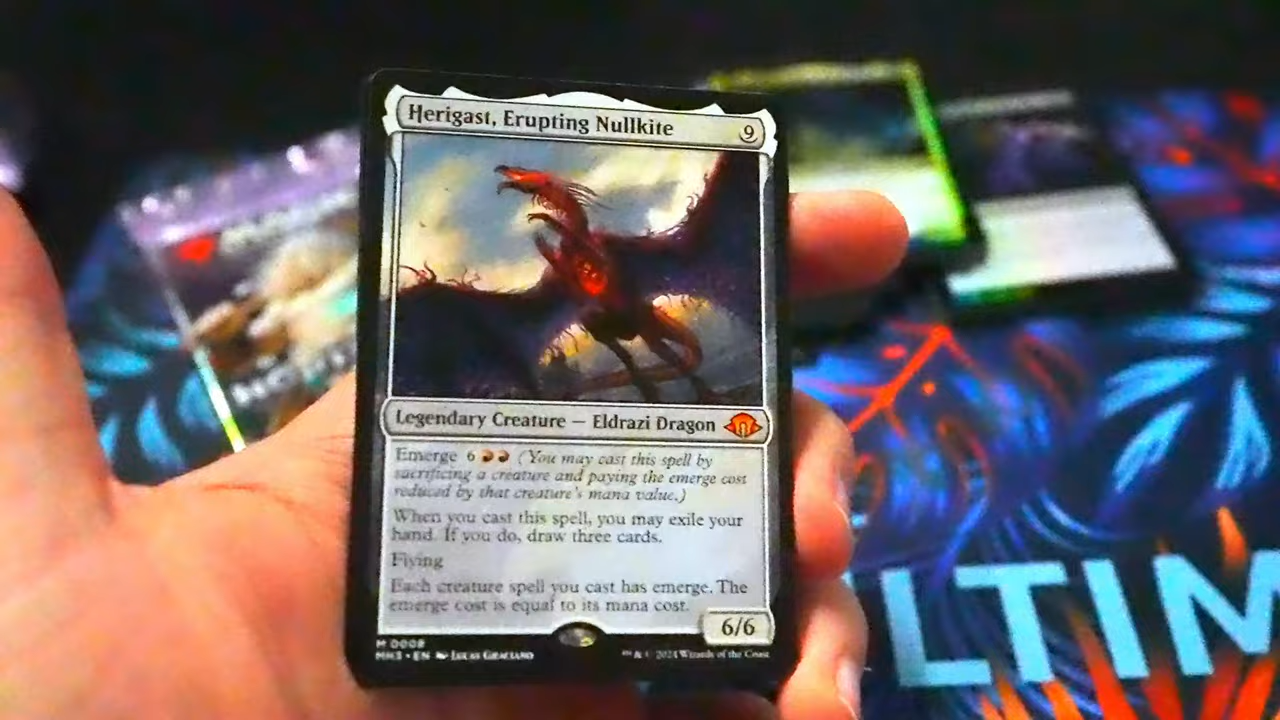 Herigast, Erupting Nullkite 9
Legendary Creature — Eldrazi Dragon
Emerge 6 (You may cast this spell by
sacrificing a creature and paying the emerge cost
reduced by that creature's mana value.)
When you cast this spell, you may exile your
hand. If you do, draw three cards.
Flying
Each creature spell you cast has emerge. The
emerge cost is equal to its mana cost.
6/6
M 0008
MH3 • EN Lucas Graciano
™ & © 2024 Wizards of the Coast
LTIM